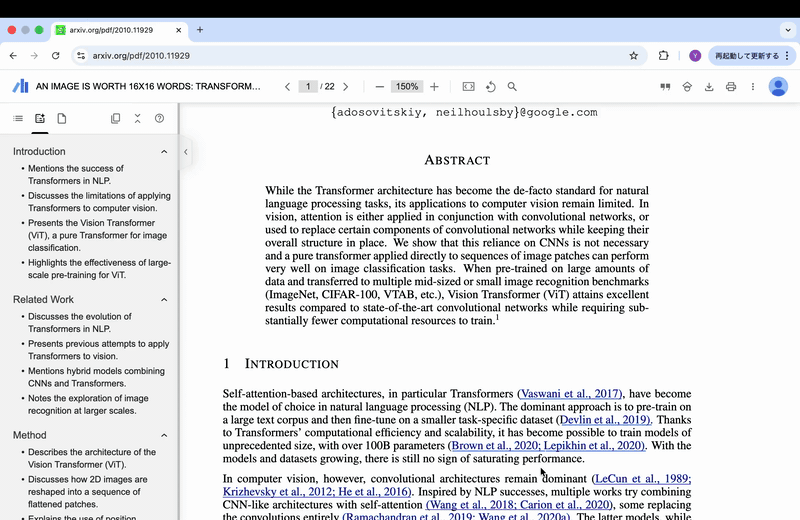 arxiv.org/pdf/2010.11929
arxiv.org/pdf/2010.11929
Y
再起動して更新する
AN IMAGE IS WORTH 16X16 WORDS: TRANSFORM...
1 / 22
150%
Introduction
• Mentions the success of
Transformers in NLP.
• Discusses the limitations of applying
Transformers to computer vision.
• Presents the Vision Transformer
(ViT), a pure Transformer for image
classification.
• Highlights the effectiveness of large-
scale pre-training for ViT.
Related Work
• Discusses the evolution of
Transformers in NLP.
• Presents previous attempts to apply
Transformers to vision.
• Mentions hybrid models combining
CNNs and Transformers.
• Notes the exploration of image
recognition at larger scales.
Method
• Describes the architecture of the
Vision Transformer (ViT).
• Discusses how 2D images are
reshaped into a sequence of
flattened patches.
• Explains the use of position
{adosovitskiy, neilhoulsby}@google.com
ABSTRACT
While the Transformer architecture has become the de-facto standard for natural
language processing tasks, its applications to computer vision remain limited. In
vision, attention is either applied in conjunction with convolutional networks, or
used to replace certain components of convolutional networks while keeping their
overall structure in place. We show that this reliance on CNNs is not necessary
and a pure transformer applied directly to sequences of image patches can perform
very well on image classification tasks. When pre-trained on large amounts of
data and transferred to multiple mid-sized or small image recognition benchmarks
(ImageNet, CIFAR-100, VTAB, etc.), Vision Transformer (ViT) attains excellent
results compared to state-of-the-art convolutional networks while requiring sub-
stantially fewer computational resources to train.1
1 INTRODUCTION
Self-attention-based architectures, in particular Transformers (Vaswani et al., 2017), have become
the model of choice in natural language processing (NLP). The dominant approach is to pre-train on
a large text corpus and then fine-tune on a smaller task-specific dataset (Devlin et al., 2019). Thanks
to Transformers' computational efficiency and scalability, it has become possible to train models of
unprecedented size, with over 100B parameters (Brown et al., 2020; Lepikhin et al., 2020). With the
models and datasets growing, there is still no sign of saturating performance.
In computer vision, however, convolutional architectures remain dominant (LeCun et al., 1989;
Krizhevsky et al., 2012; He et al., 2016). Inspired by NLP successes, multiple works try combining
CNN-like architectures with self-attention (Wang et al., 2018; Carion et al., 2020), some replacing
the convolutions entirely (Ramachandran et al., 2019; Wang et al., 2020a). The latter models, while